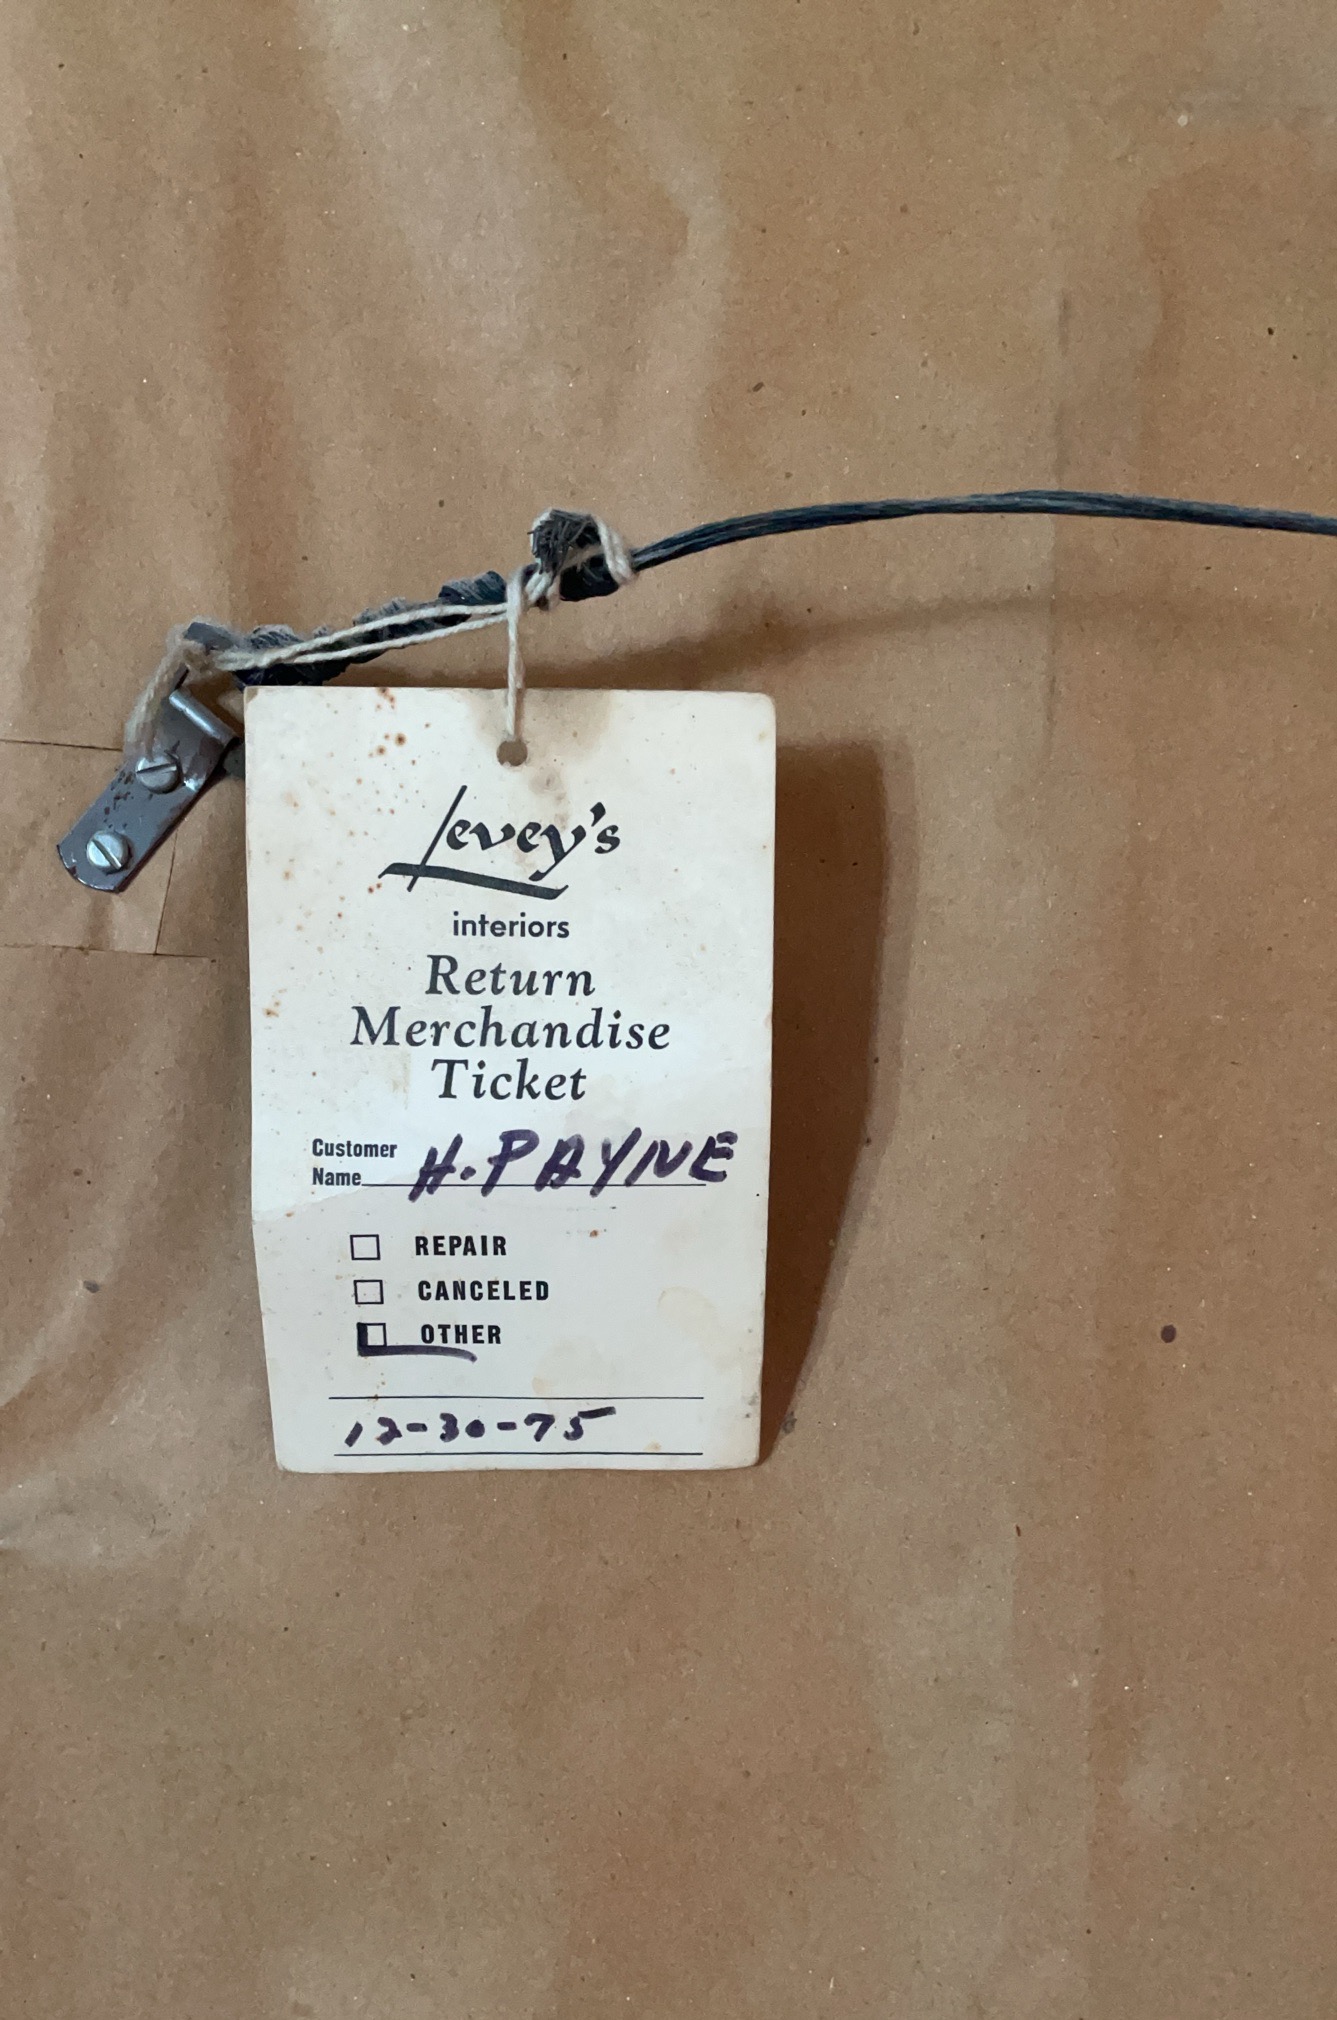 Levey's
interiors
Return
Merchandise
Ticket
Customer
Name H. PAYNE
REPAIR
CANCELED
OTHER
12-30-75